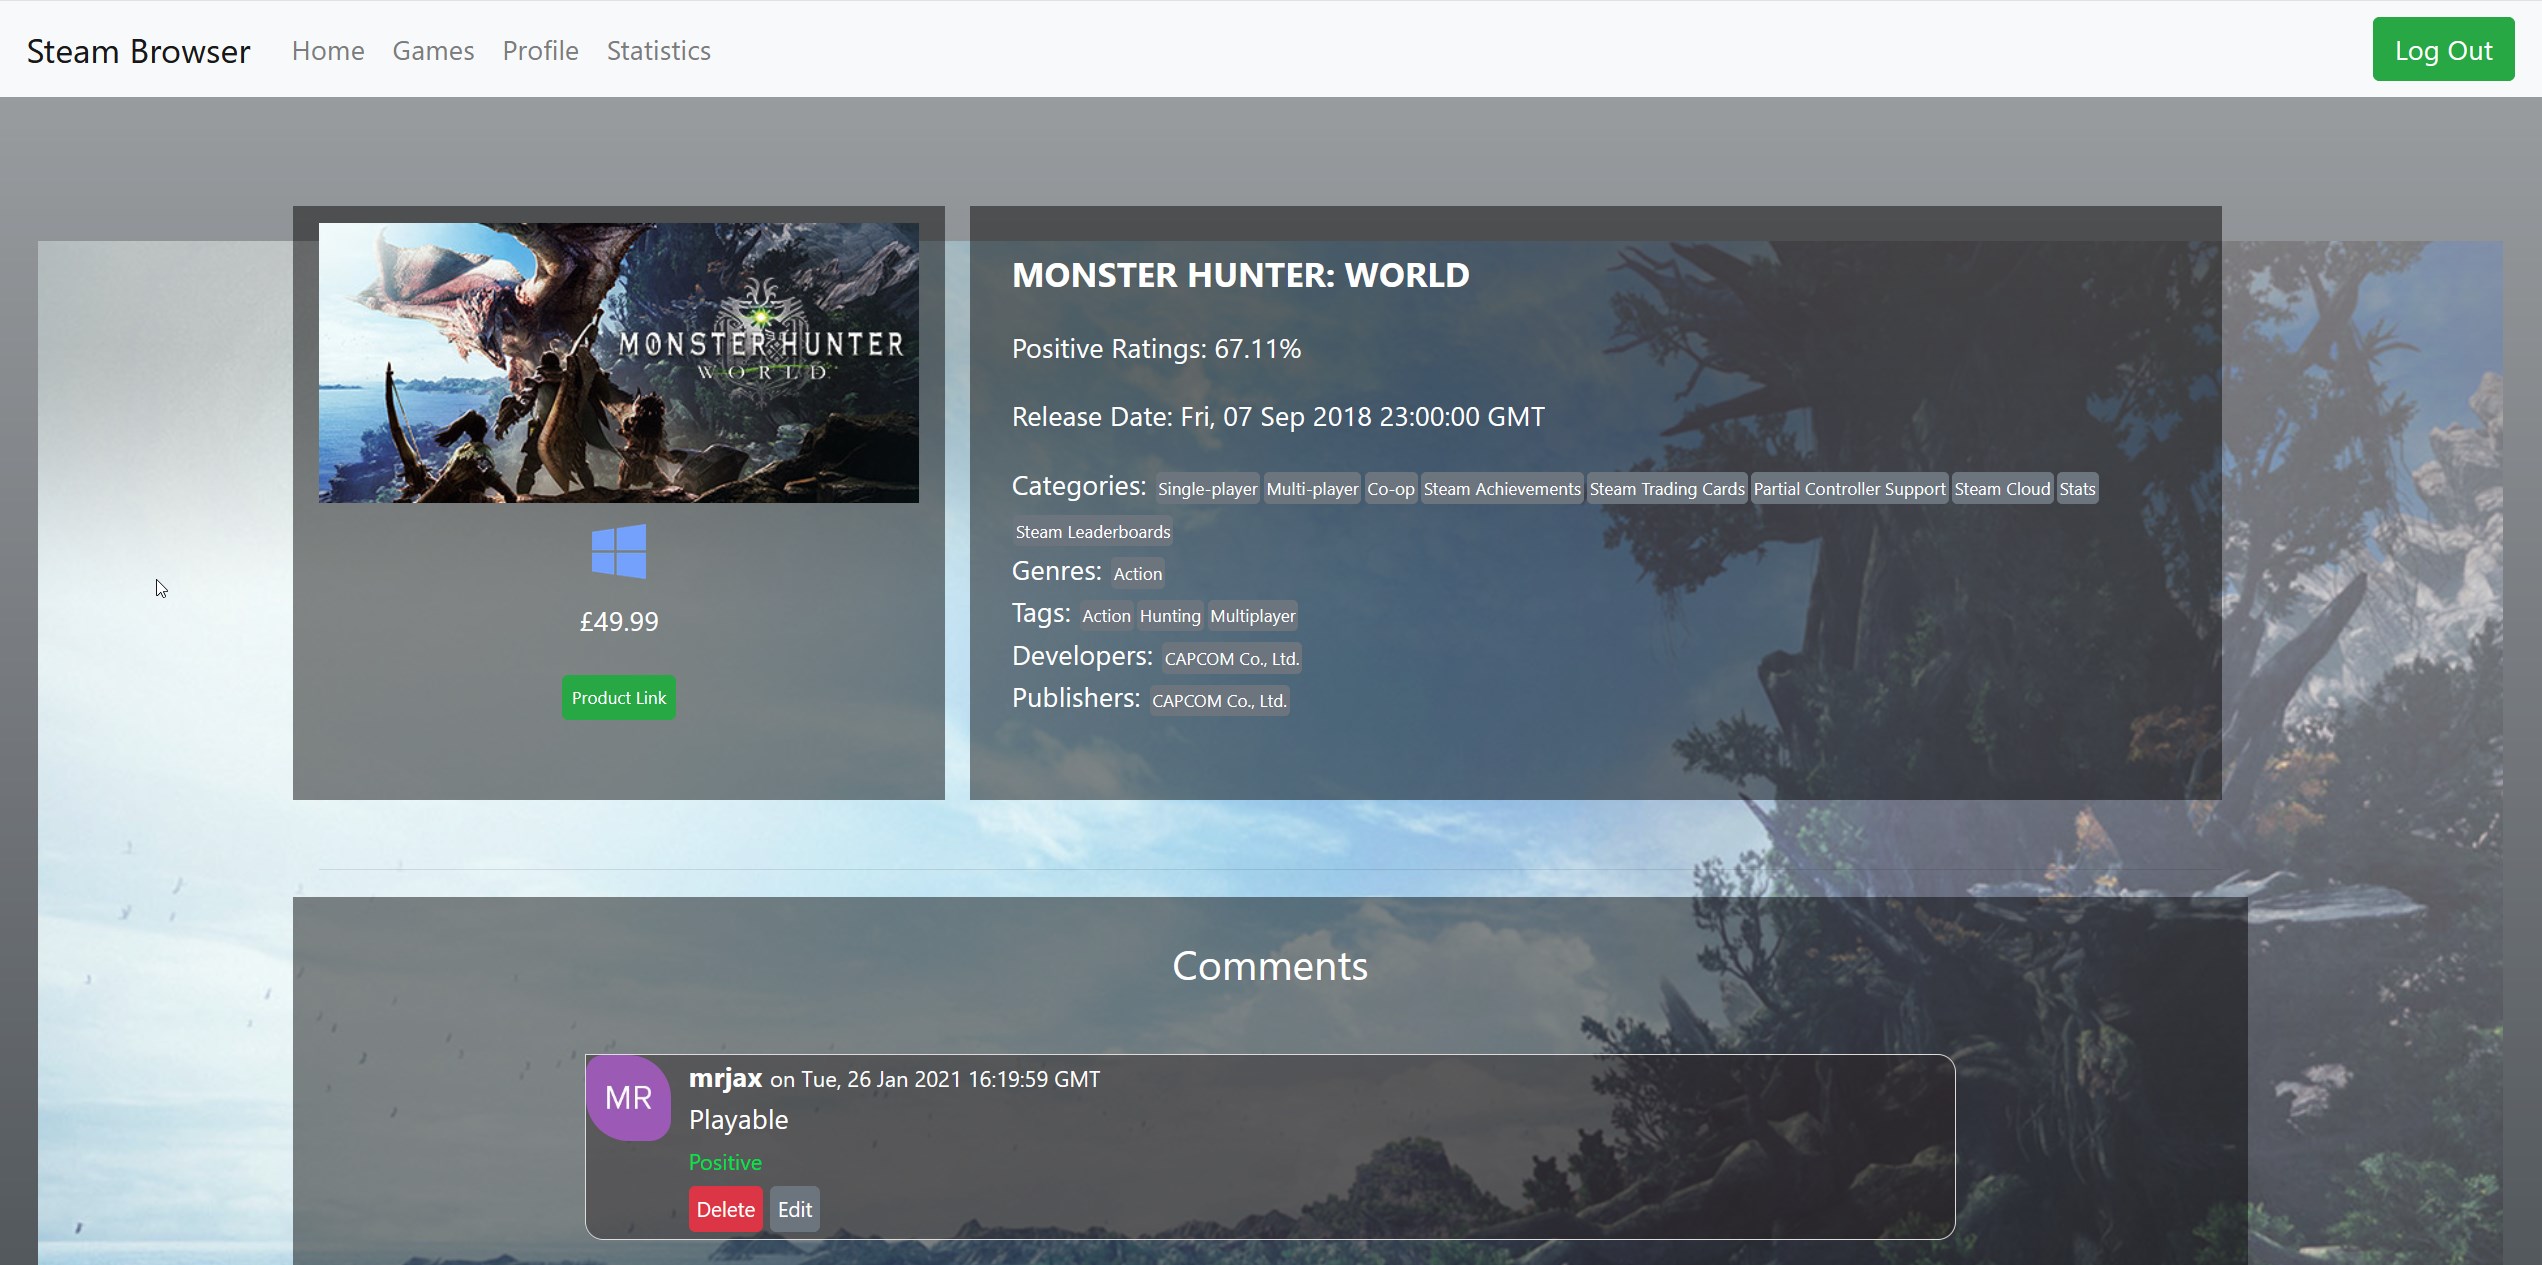 Steam Browser Home Games Profile Statistics Log Out
MONSTER HUNTER
WORLD
£49.99
Product Link
MONSTER HUNTER: WORLD
Positive Ratings: 67.11%
Release Date: Fri, 07 Sep 2018 23:00:00 GMT
Categories: Single-player Multi-player Co-op Steam Achievements Steam Trading Cards Partial Controller Support Steam Cloud Stats
Steam Leaderboards
Genres: Action
Tags: Action Hunting Multiplayer
Developers: CAPCOM Co., Ltd.
Publishers: CAPCOM Co., Ltd.
Comments
MR
mrjax on Tue, 26 Jan 2021 16:19:59 GMT
Playable
Positive
Delete Edit